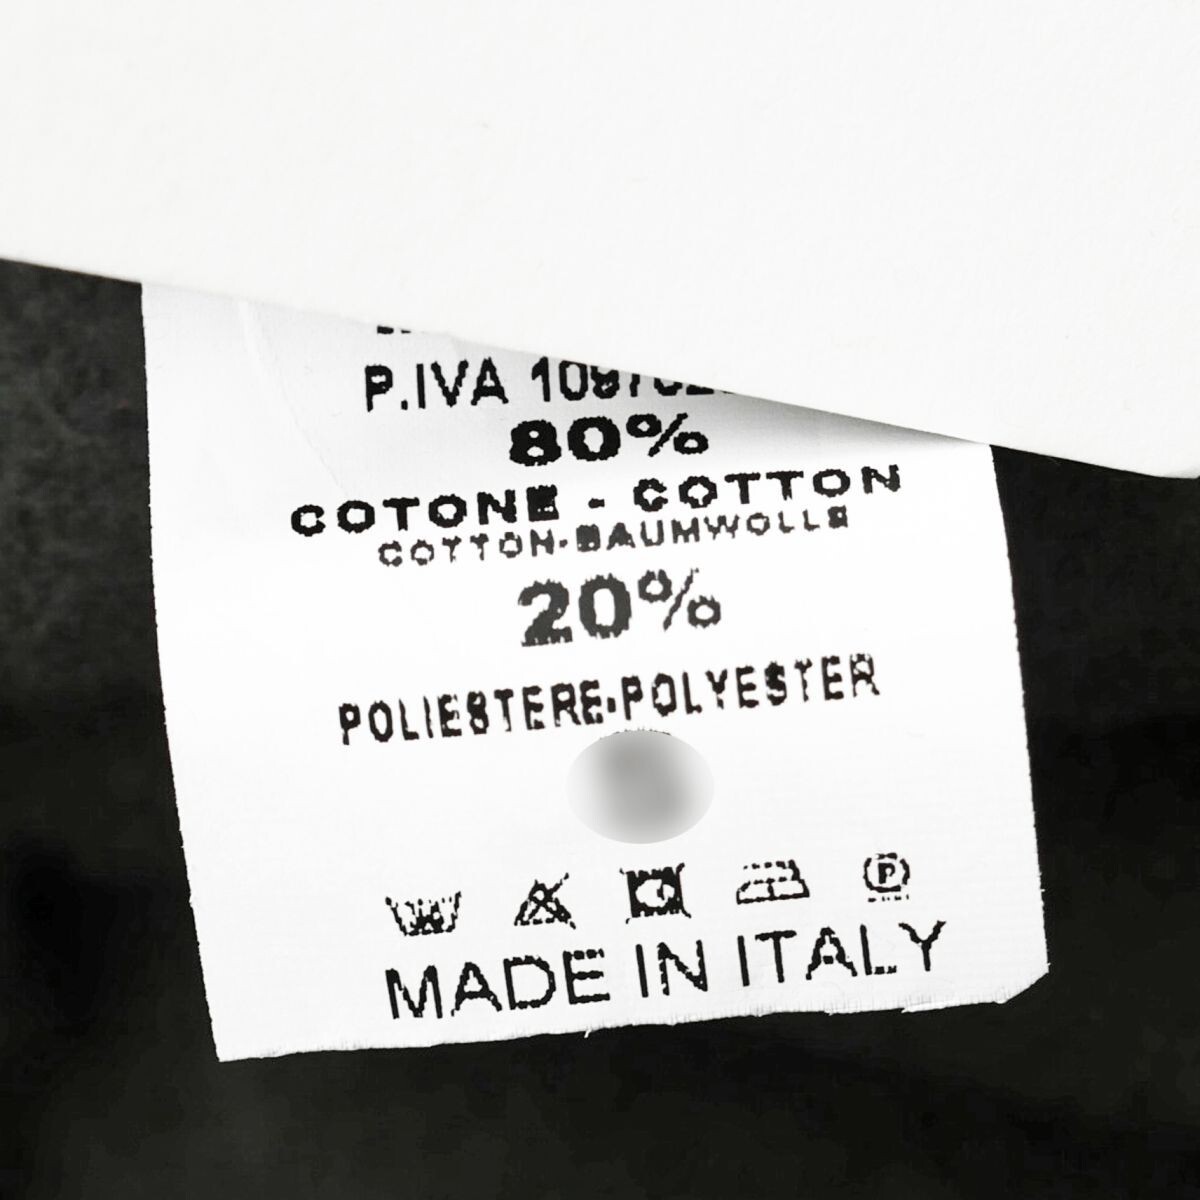 P.IVA
80%
COTONE - COTTON
COTTON-BAUMWOLLE
20%
POLIESTERE-POLYESTER
P
MADE IN ITALY